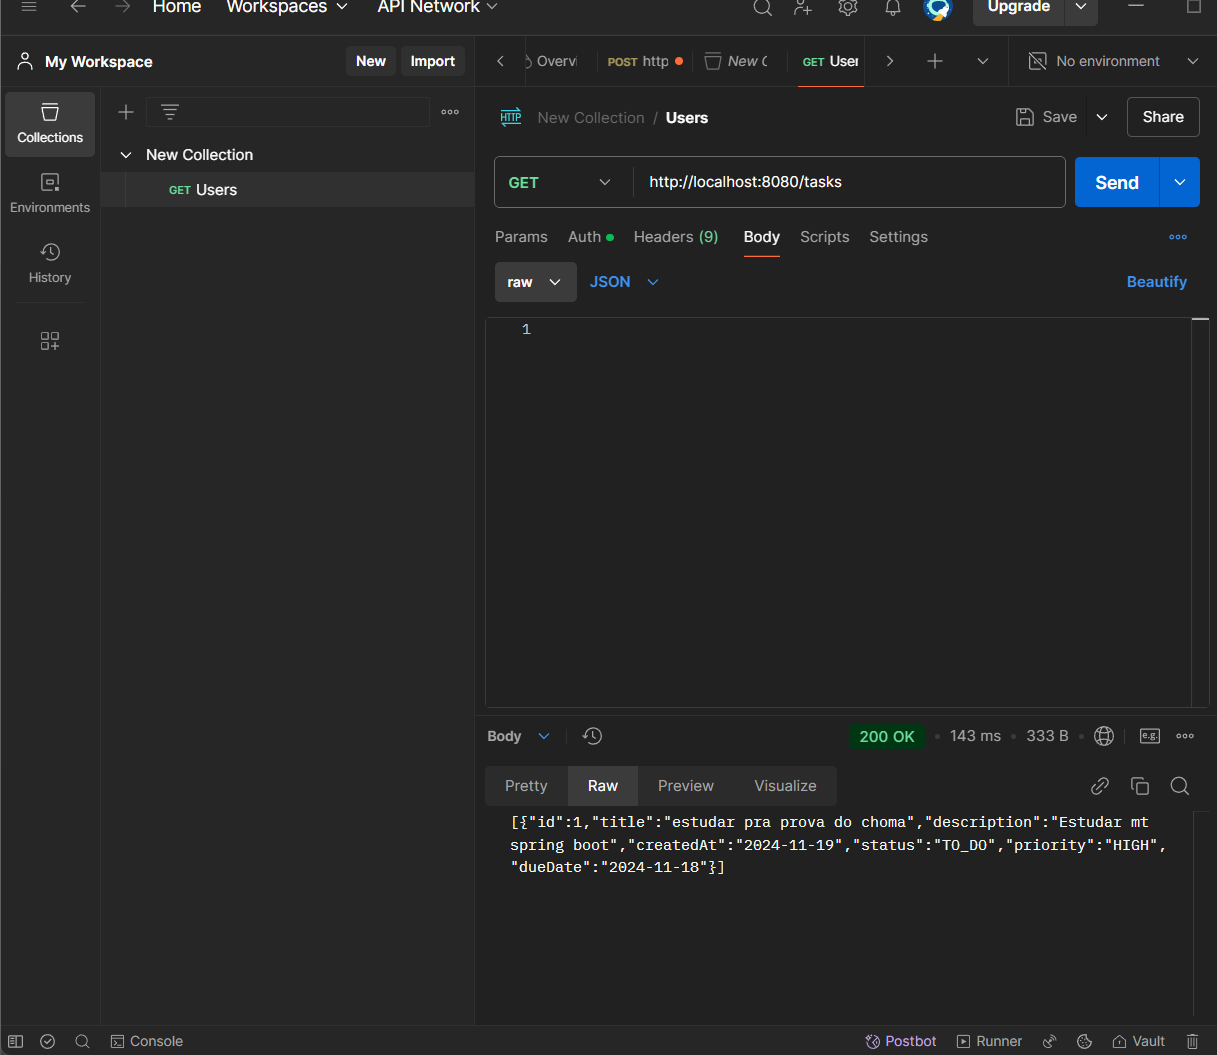 Home Workspaces API Network Upgrade
My Workspace New Import
Overvi POST http New C GET User No environment
Collections
Environments
History
New Collection
GET Users
HTTP New Collection / Users Save Share
GET http://localhost:8080/tasks Send
Params Auth Headers (9) Body Scripts Settings
raw JSON Beautify
1
Body 200 OK 143 ms 333 B e.g.
Pretty Raw Preview Visualize
[{"id":1,"title":"estudar pra prova do choma","description":"Estudar mt
spring boot","createdAt":"2024-11-19","status":"TO_DO","priority":"HIGH",
"dueDate":"2024-11-18"}]
Console Postbot Runner Vault